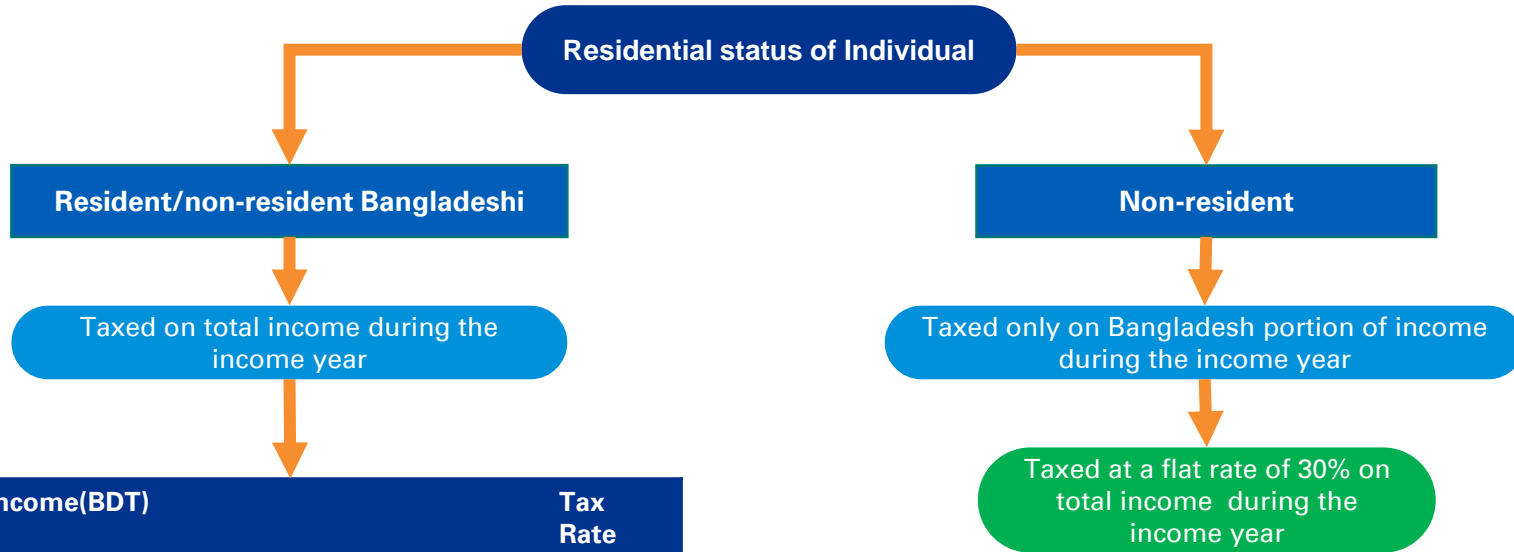 Residential status of Individual
Resident/non-resident Bangladeshi
Non-resident
Taxed on total income during the
income year
Taxed only on Bangladesh portion of income
during the income year
Taxed at a flat rate of 30% on
total income during the
income year
ncome(BDT)
Tax
Rate